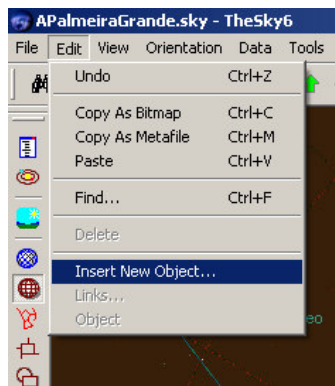 APalmeiraGrande.sky - TheSky6
File Edit View Orientation Data Tools
Undo Ctrl+Z
Copy As Bitmap Ctrl+C
Copy As Metafile Ctrl+M
Paste Ctrl+V
Find... Ctrl+F
Delete
Insert New Object...
Links...
Object
eo